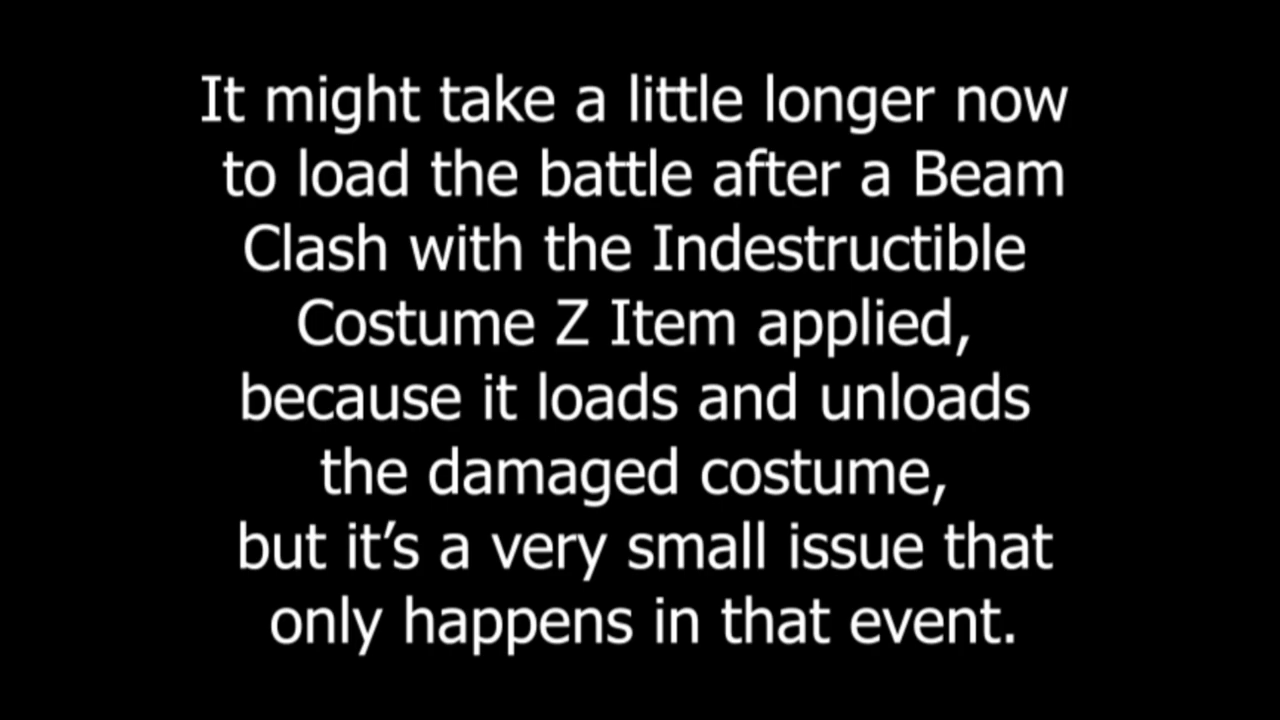 It might take a little longer now
to load the battle after a Beam
Clash with the Indestructible
Costume Z Item applied,
because it loads and unloads
the damaged costume,
but it’s a very small issue that
only happens in that event.